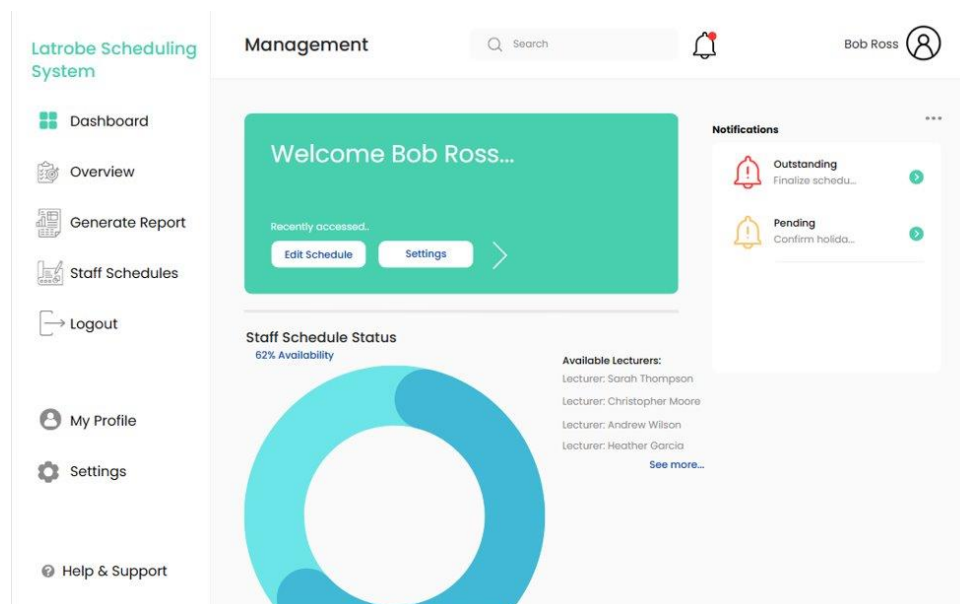 Latrobe Scheduling
System
Dashboard
Overview
Generate Report
Staff Schedules
Logout
My Profile
Settings
Help & Support
Management
Search
Bob Ross
Welcome Bob Ross...
Recently accessed..
Edit Schedule
Settings
Notifications
Outstanding
Finalize schedu...
Pending
Confirm holida...
Staff Schedule Status
62% Availability
Available Lecturers:
Lecturer: Sarah Thompson
Lecturer: Christopher Moore
Lecturer: Andrew Wilson
Lecturer: Heather Garcia
See more...